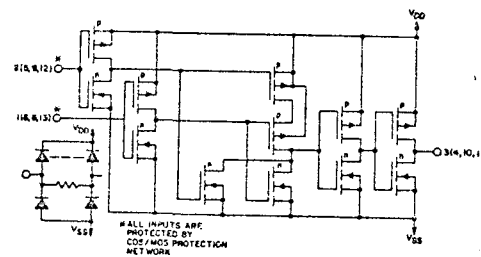 VDD
p
p
p
p
*
2(5,9,12)
n
p
*
1(6,8,13)
p
n
n
3(4,10,
VDD
n
n
n
VSS
VSS
*ALL INPUTS ARE
PROTECTED BY
COS/MOS PROTECTION
NETWORK